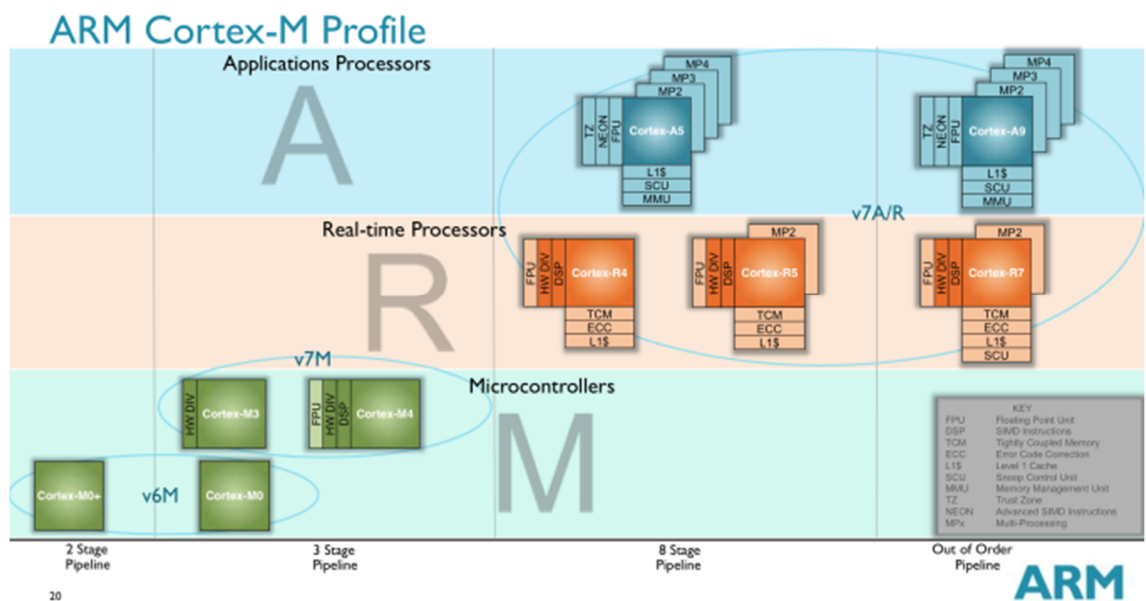 ARM Cortex-M Profile
Applications Processors
A
TZ
NEON
FPU
Cortex-A5
MP2
MP3
MP4
L1$
SCU
MMU
TZ
NEON
FPU
Cortex-A9
MP2
MP3
MP4
L1$
SCU
MMU
v7A/R
Real-time Processors
R
FPU
HW DIV
DSP
Cortex-R4
TCM
ECC
L1$
FPU
HW DIV
DSP
Cortex-R5
MP2
TCM
ECC
L1$
FPU
HW DIV
DSP
Cortex-R7
MP2
TCM
ECC
L1$
SCU
v7M
Microcontrollers
M
HW DIV
Cortex-M3
FPU
HW DIV
DSP
Cortex-M4
Cortex-M0+
v6M
Cortex-M0
KEY
FPU Floating Point Unit
DSP SIMD Instructions
TCM Tightly Coupled Memory
ECC Error Code Correction
L1$ Level 1 Cache
SCU Snoop Control Unit
MMU Memory Management Unit
TZ Trust Zone
NEON Advanced SIMD Instructions
MPx Multi-Processing
2 Stage
Pipeline
3 Stage
Pipeline
8 Stage
Pipeline
Out of Order
Pipeline
20
ARM